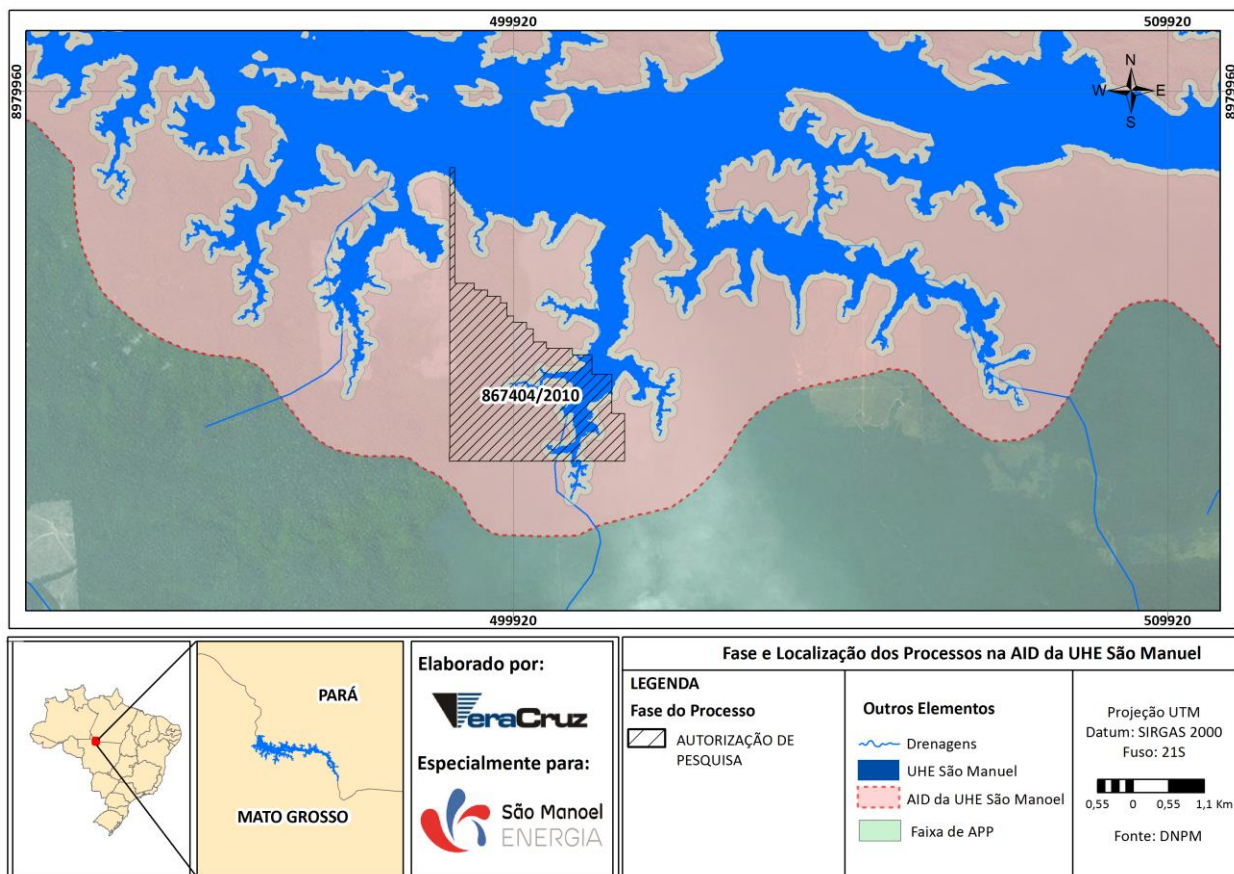 499920
509920
8979960
8979960
N
W E
S
867404/2010
499920
509920
PARÁ
MATO GROSSO
Elaborado por:
VeraCruz
Especialmente para:
São Manoel
ENERGIA
Fase e Localização dos Processos na AID da UHE São Manuel
LEGENDA
Fase do Processo
AUTORIZAÇÃO DE
PESQUISA
Outros Elementos
Drenagens
UHE São Manuel
AID da UHE São Manoel
Faixa de APP
Projeção UTM
Datum: SIRGAS 2000
Fuso: 21S
0,55 0 0,55 1,1 Km
Fonte: DNPM